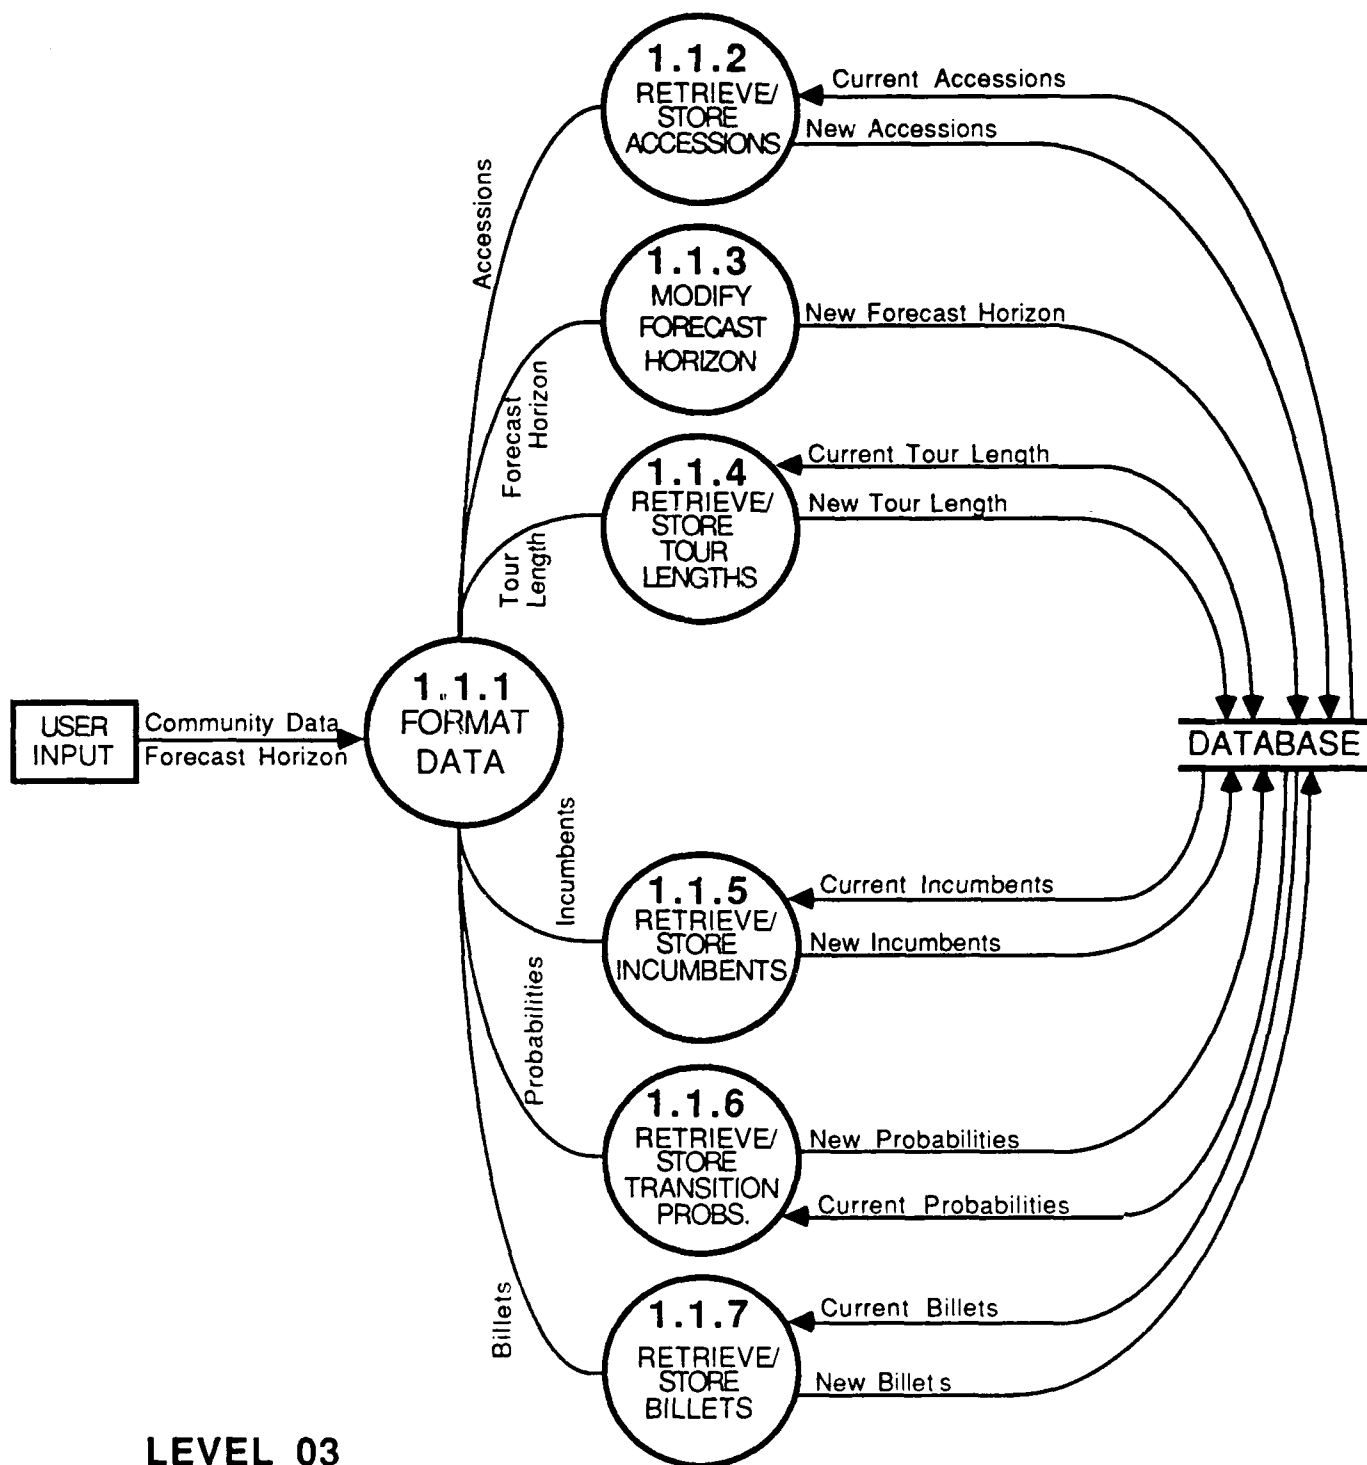 1.1.2
RETRIEVE/
STORE
ACCESSIONS
Current Accessions
New Accessions
Accessions
1.1.3
MODIFY
FORECAST
HORIZON
New Forecast Horizon
Forecast
Horizon
1.1.4
RETRIEVE/
STORE
TOUR
LENGTHS
Current Tour Length
New Tour Length
Tour
Length
1.1.1
FORMAT
DATA
USER
INPUT
Community Data
Forecast Horizon
DATABASE
Incumbents
1.1.5
RETRIEVE/
STORE
INCUMBENTS
Current Incumbents
New Incumbents
Probabilities
1.1.6
RETRIEVE/
STORE
TRANSITION
PROBS.
New Probabilities
Current Probabilities
Billets
1.1.7
RETRIEVE/
STORE
BILLETS
Current Billets
New Billets
LEVEL 03